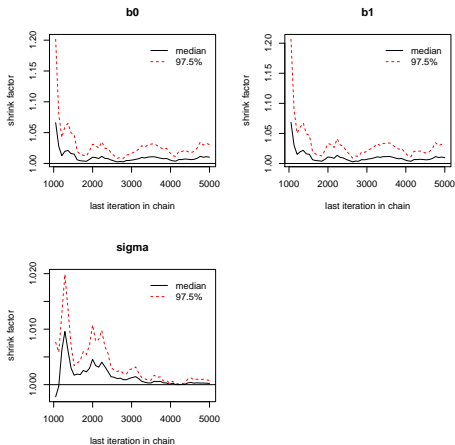 b0
shrink factor
1.00 1.05 1.10 1.15 1.20
median
97.5%
1000 2000 3000 4000 5000
last iteration in chain
b1
shrink factor
1.00 1.05 1.10 1.15 1.20
median
97.5%
1000 2000 3000 4000 5000
last iteration in chain
sigma
shrink factor
1.000 1.010 1.020
median
97.5%
1000 2000 3000 4000 5000
last iteration in chain